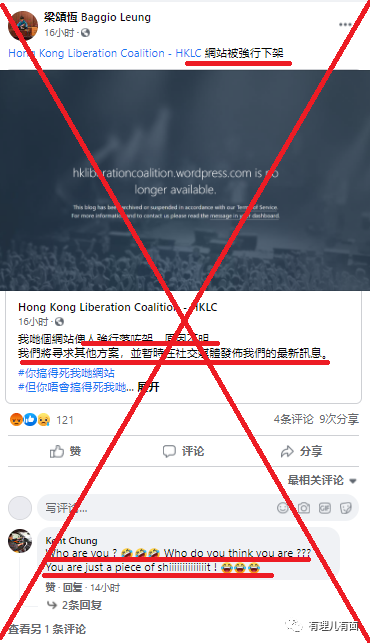 梁頌恆 Baggio Leung
16小时
Hong Kong Liberation Coalition - HKLC 網站被強行下架
hkliberationcoalition.wordpress.com is no
longer available.
This blog has been archived or suspended in accordance with our Terms of Service.
For more information and to contact us please read the message in your dashboard.
Hong Kong Liberation Coalition - HKLC
16小时
我哋個網站俾人強行落咗架，原因不明。
我們將尋求其他方案，並暫時在社交媒體發佈我們的最新訊息。
#你搵得死我哋網站
#但你唔會搵得死我哋... 展开
121
4条评论 9次分享
赞
评论
分享
最相关评论
写评论...
Kent Chung
Who are you ? 🤣🤣🤣 Who do you think you are ???
You are just a piece of shiiiiiiiiiiiiit ! 😂😂😂
赞 · 回复 · 14小时
2条回复
查看另 1 条评论
有理儿有面